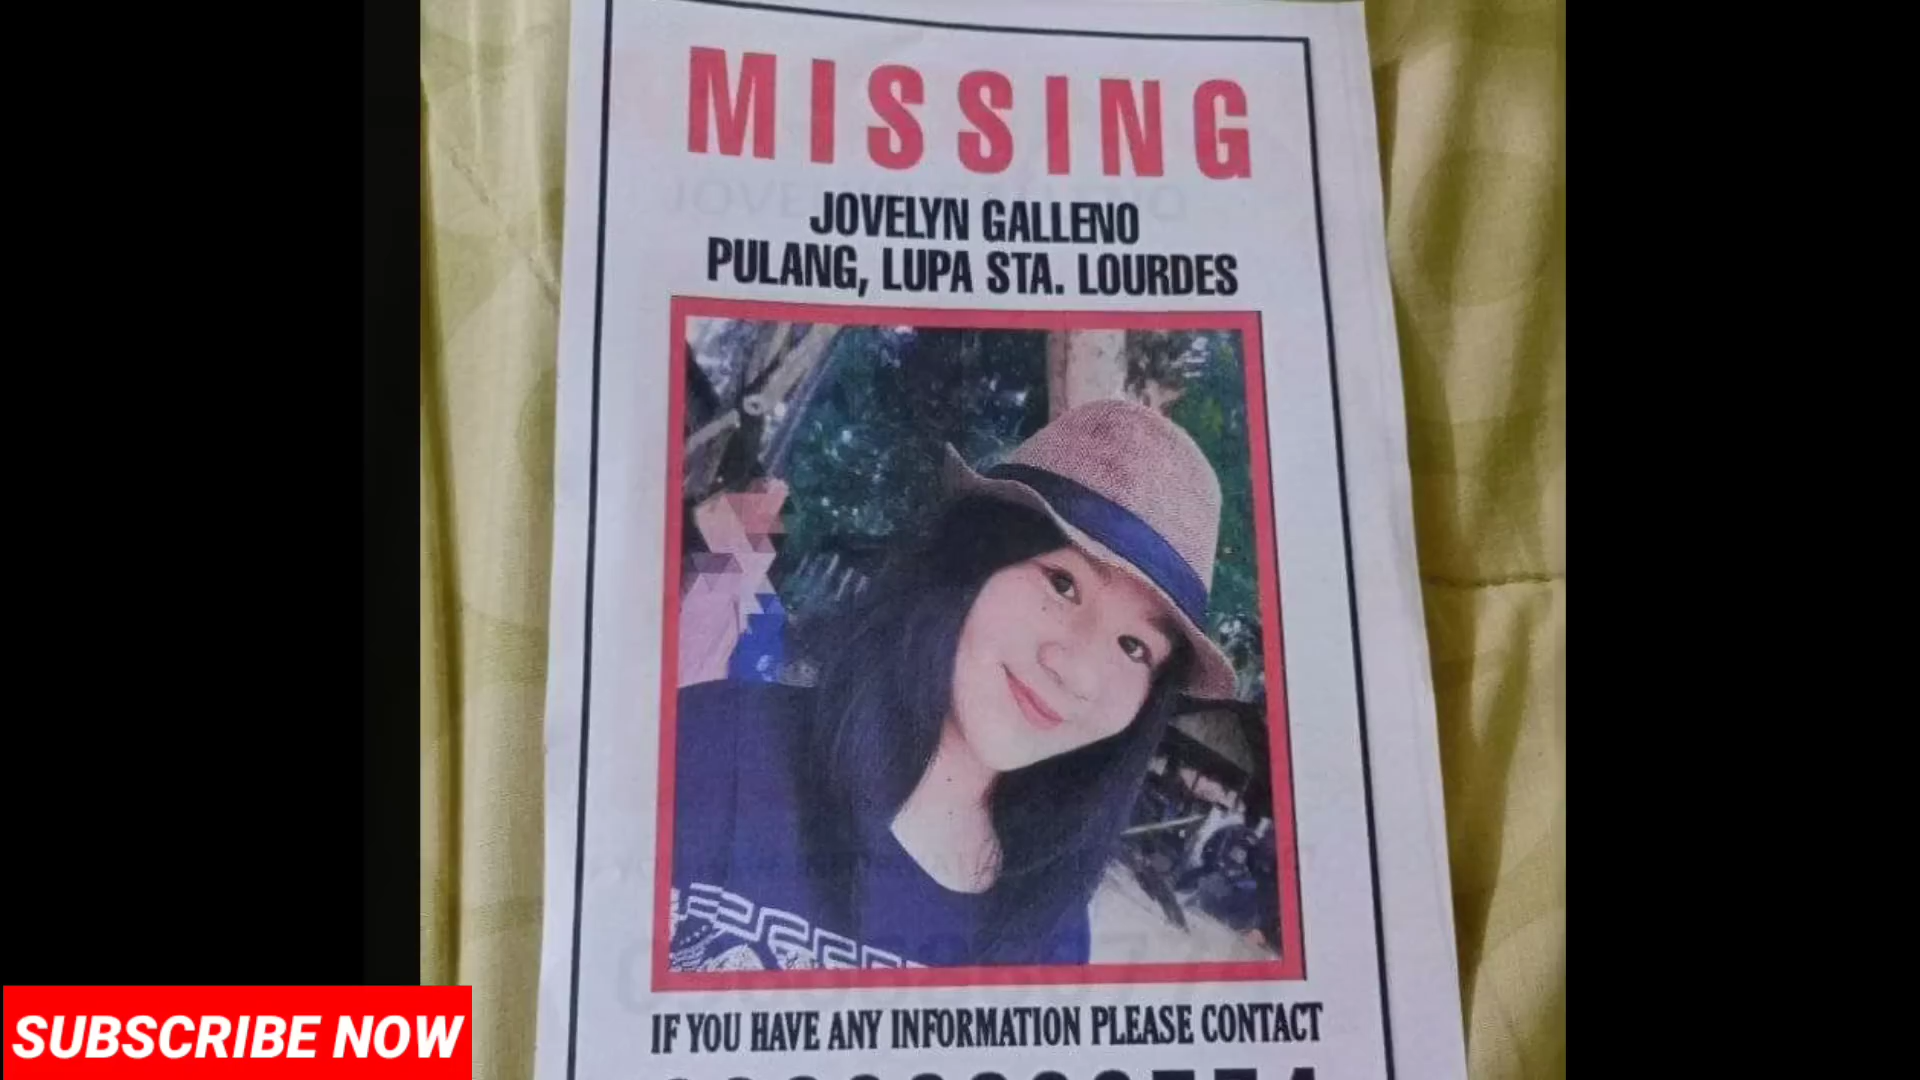 MISSING
JOVELYN GALLENO
PULANG, LUPA STA. LOURDES
IF YOU HAVE ANY INFORMATION PLEASE CONTACT
SUBSCRIBE NOW